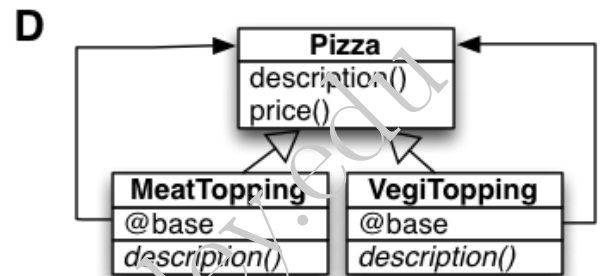 D
Pizza
description()
price()
MeatTopping
@base
description()
VegiTopping
@base
description()